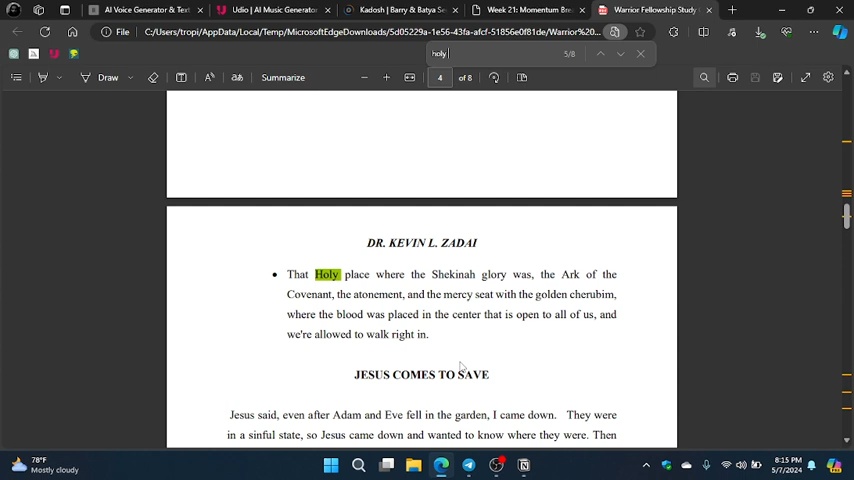 AI Voice Generator & Text
Udio | AI Music Generator
Kadosh | Barry & Batya Se
Week 21: Momentum Bre
Warrior Fellowship Study
File
C:/Users/tropi/AppData/Local/Temp/MicrosoftEdgeDownloads/5d05229a-1e56-43fa-afcf-51856e0f81de/Warrior%20...
holy
5/8
Draw
Summarize
4 of 8
DR. KEVIN L. ZADAI
• That Holy place where the Shekinah glory was, the Ark of the
Covenant, the atonement, and the mercy seat with the golden cherubim,
where the blood was placed in the center that is open to all of us, and
we're allowed to walk right in.
JESUS COMES TO SAVE
Jesus said, even after Adam and Eve fell in the garden, I came down. They were
in a sinful state, so Jesus came down and wanted to know where they were. Then
78°F
Mostly cloudy
8:15 PM
5/7/2024